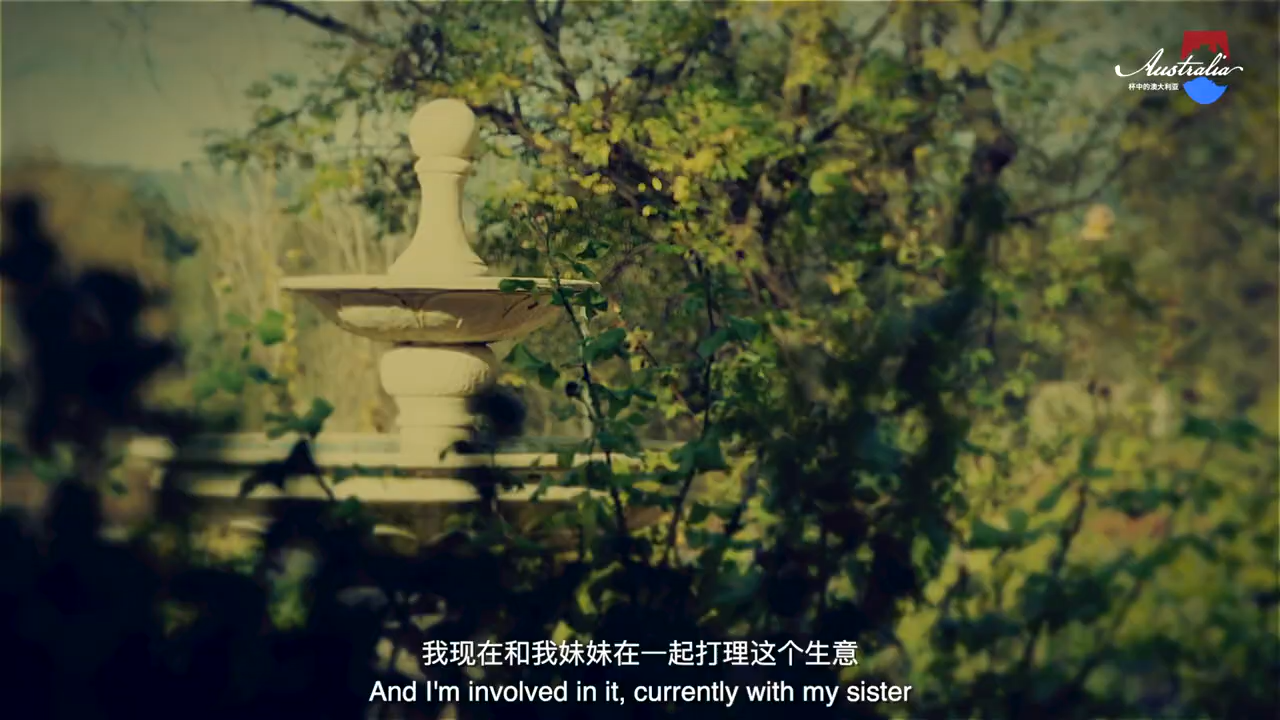 Australia
杯中的澳大利亚
我现在和我妹妹在一起打理这个生意
And I'm involved in it, currently with my sister